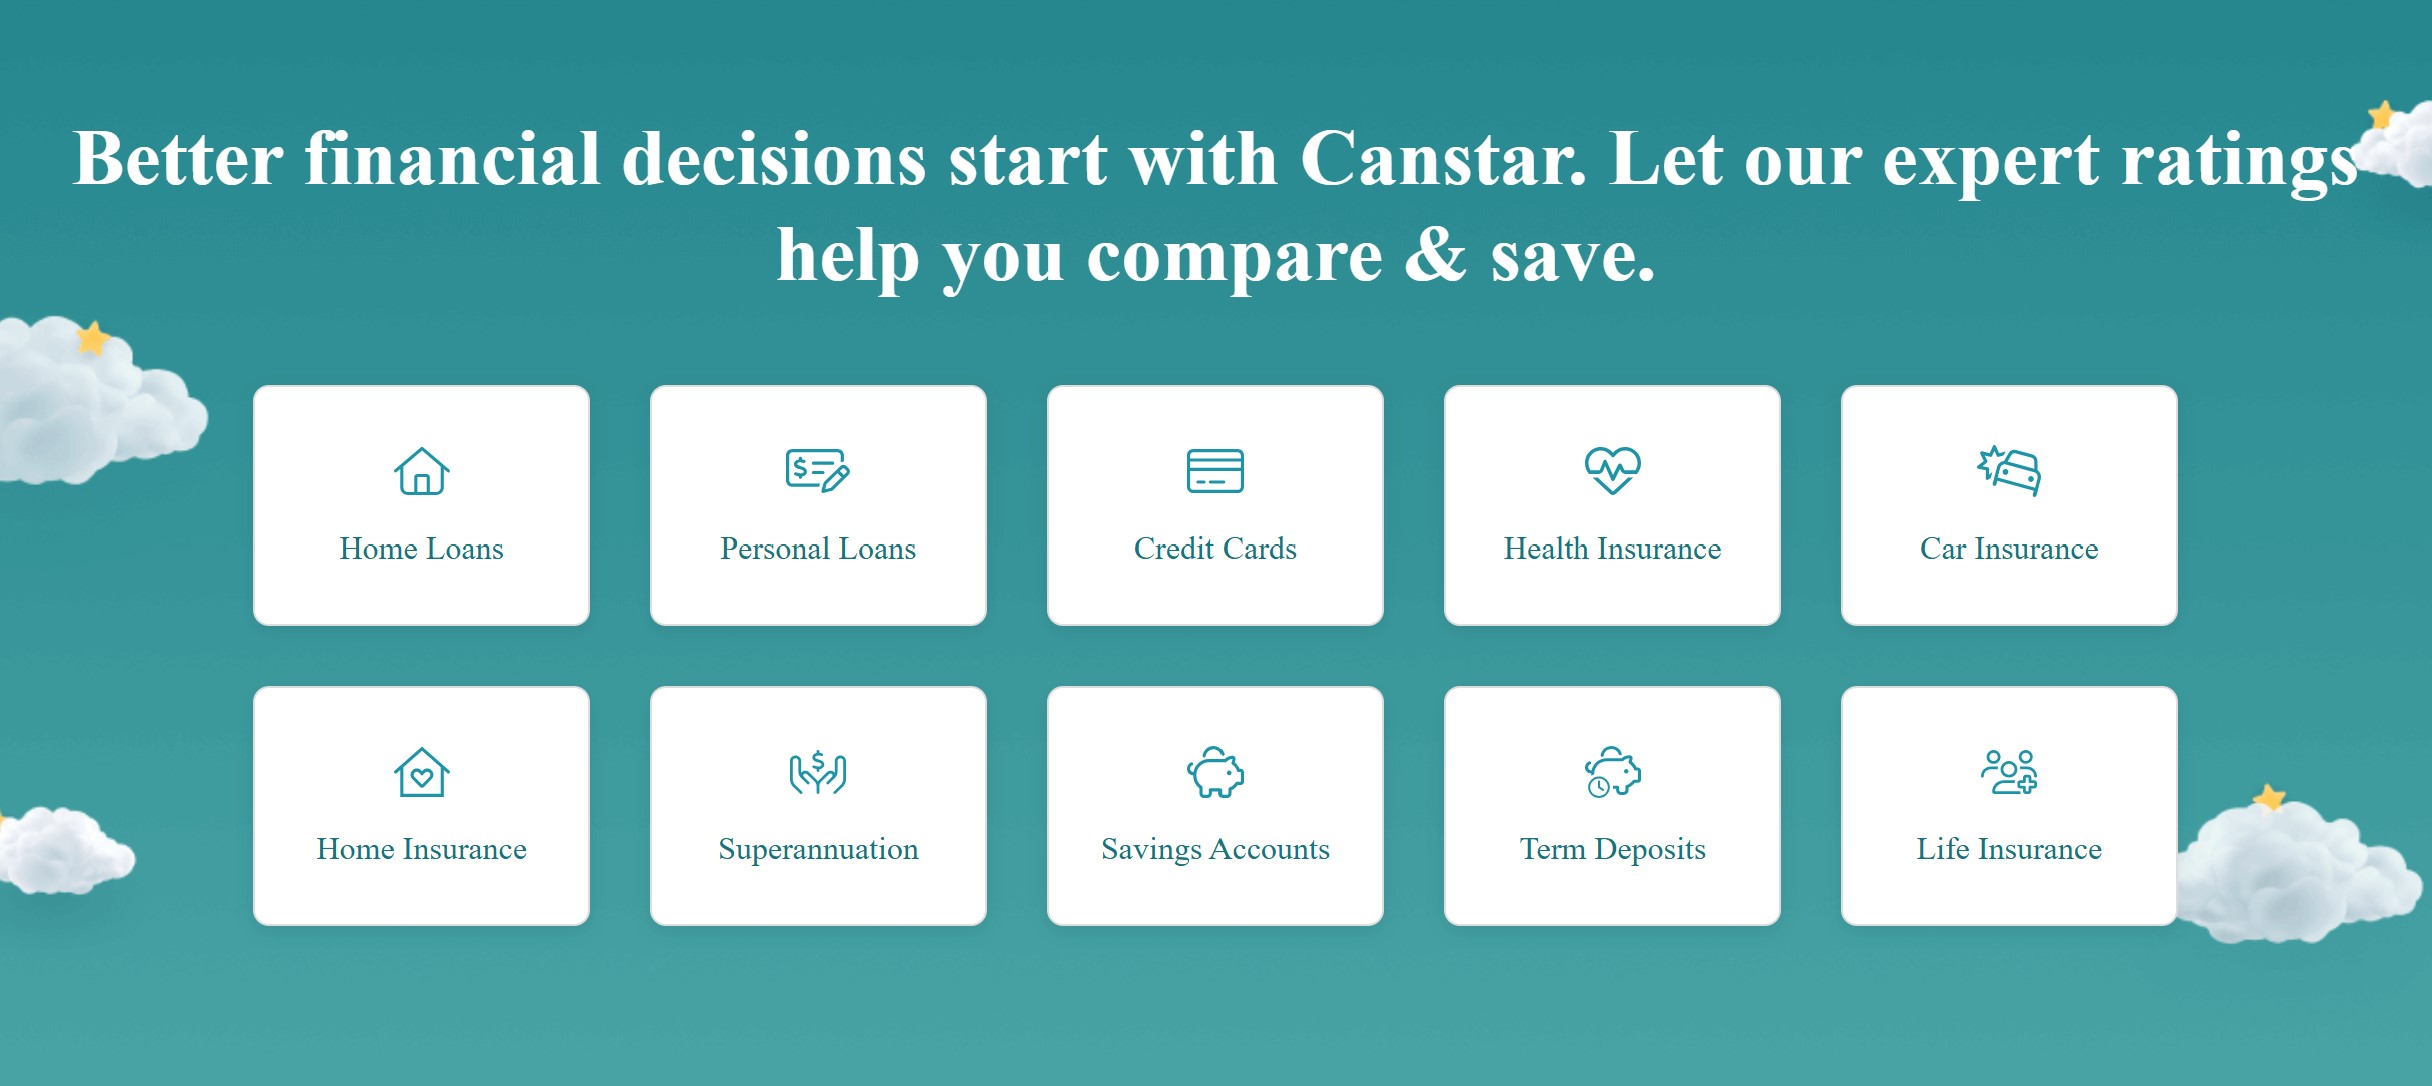 Better financial decisions start with Canstar. Let our expert ratings
help you compare & save.
Home Loans
Personal Loans
Credit Cards
Health Insurance
Car Insurance
Home Insurance
Superannuation
Savings Accounts
Term Deposits
Life Insurance